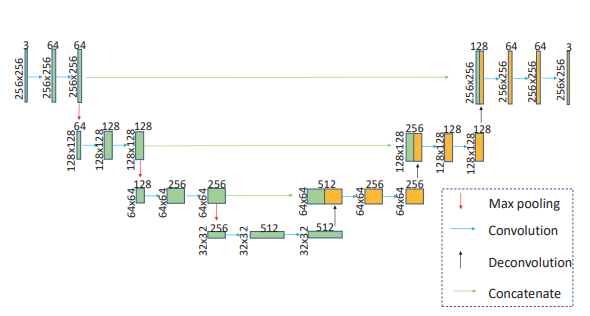 3 64 64
256x256 256x256 256x256
128 64 64 3
256x256 256x256 256x256 256x256
64 128 128
128x128 128x128 128x128
256 128 128
128x128 128x128 128x128
128 256 256
64x64 64x64 64x64
512 256 256
64x64 64x64 64x64
256 512 512
32x32 32x32 32x32
Max pooling
Convolution
Deconvolution
Concatenate